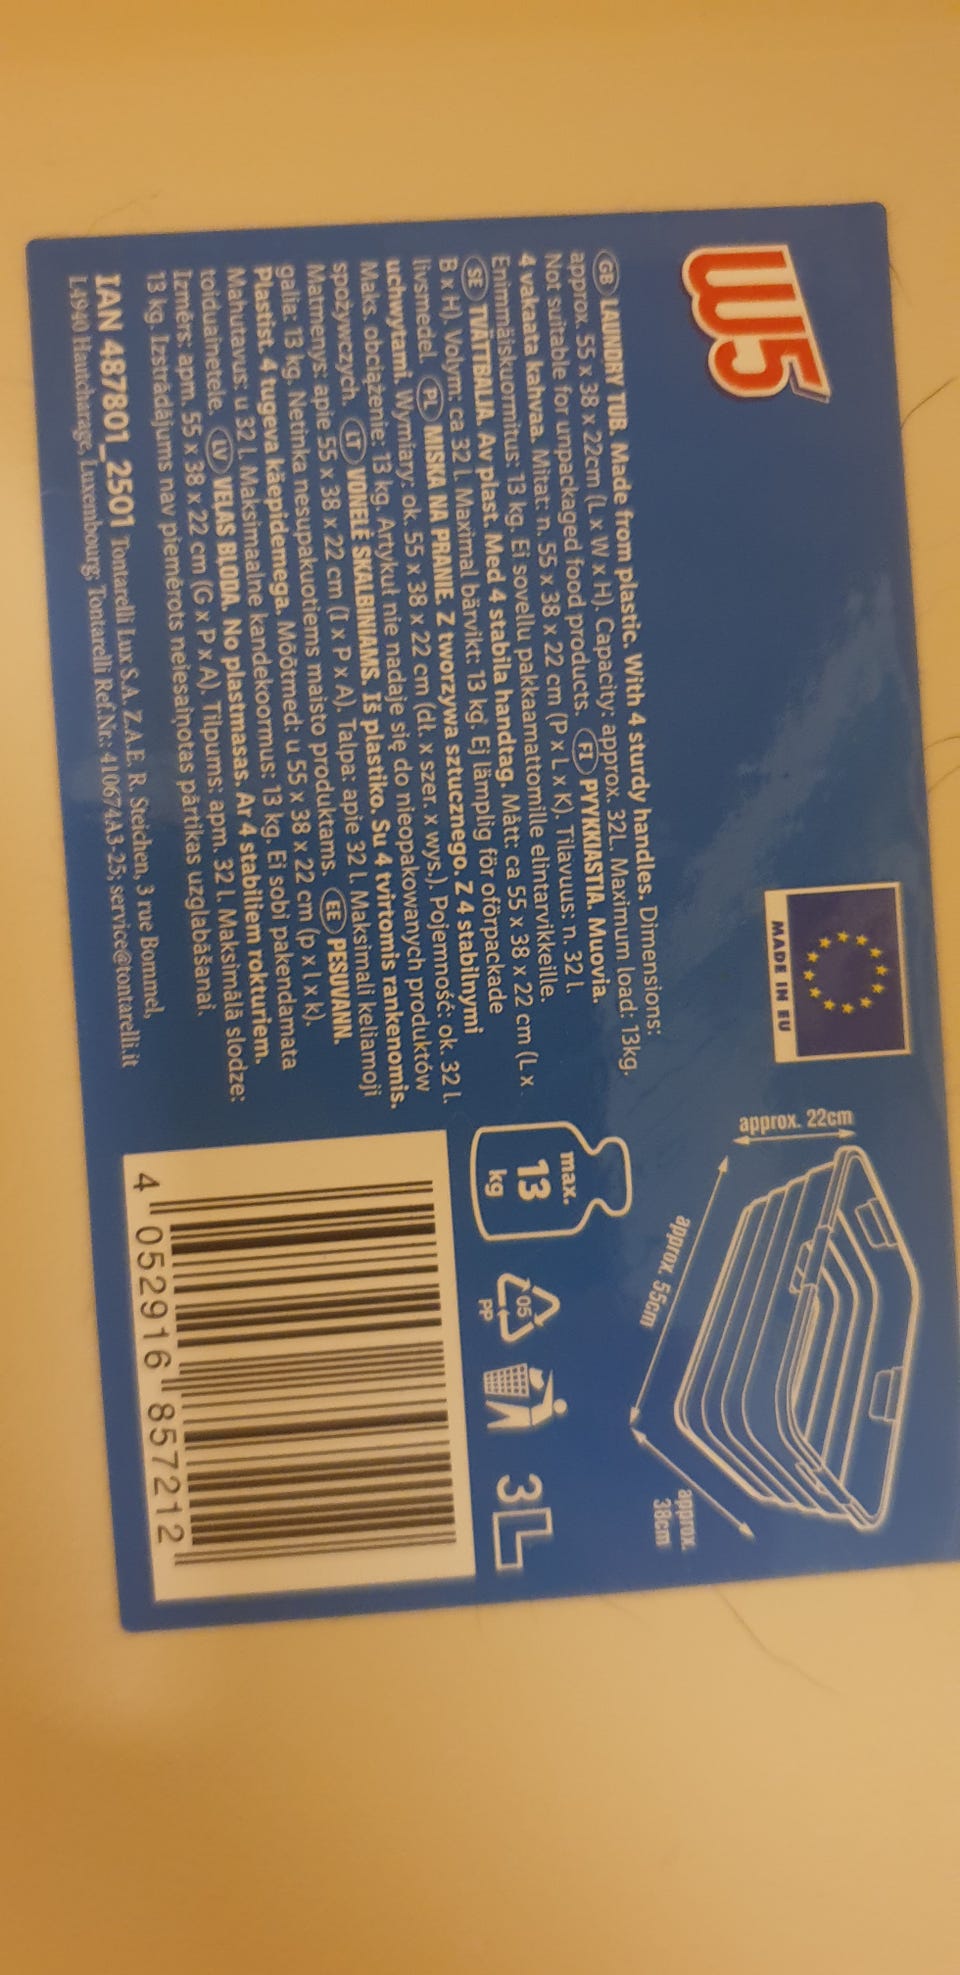 W5
MADE IN EU
approx. 22cm
approx. 55cm
approx.
38cm
GB LAUNDRY TUB. Made from plastic. With 4 sturdy handles. Dimensions:
approx. 55 x 38 x 22cm (L x W x H). Capacity: approx. 32L. Maximum load: 13kg.
Not suitable for unpackaged food products. FI PYYKKIASTIA. Muovia.
4 vakaata kahvaa. Mitat: n. 55 x 38 x 22 cm (P x L x K). Tilavuus: n. 32 l.
Enimmäiskuormitus: 13 kg. Ei sovellu pakkaamattomille elintarvikkeille.
SE TVÄTTBALJA. Av plast. Med 4 stabila handtag. Mått: ca 55 x 38 x 22 cm (L x
B x H). Volym: ca 32 l. Maximal bärvikt: 13 kg. Ej lämplig för oförpackade
livsmedel. PL MISKA NA PRANIE. Z tworzywa sztucznego. Z 4 stabilnymi
uchwytami. Wymiary: ok. 55 x 38 x 22 cm (dł. x szer. x wys.). Pojemność: ok. 32 l.
Maks. obciążenie: 13 kg. Artykuł nie nadaje się do nieopakowanych produktów
spożywczych. LT VONELĖ SKALBINIAMS. Iš plastiko. Su 4 tvirtomis rankenomis.
Matmenys: apie 55 x 38 x 22 cm (I x P x A). Talpa: apie 32 l. Maksimali keliamoji
galia: 13 kg. Netinka nesupakuotiems maisto produktams. EE PESUVANN.
Plastist. 4 tugeva käepidemega. Mõõtmed: u 55 x 38 x 22 cm (p x l x k).
Mahutavus: u 32 l. Maksimaalne kandekoormus: 13 kg. Ei sobi pakendamata
toiduainetele. LV VEĻAS BĻODA. No plastmasas. Ar 4 stabiliem rokturiem.
Izmērs: apm. 55 x 38 x 22 cm (G x P x A). Tilpums: apm. 32 l. Maksimālā slodze:
13 kg. Izstrādājums nav piemērots neiesaiņotas pārtikas uzglabāšanai.
IAN 487801_2501 Tontarelli Lux S.A. Z.A.E. R. Steichen, 3 rue Bommel,
L4940 Hautcharage, Luxembourg; Tontarelli Ref.Nr.: 410674A3-25; service@tontarelli.it
max.
13
kg
05
PP
3L
4 052916 857212